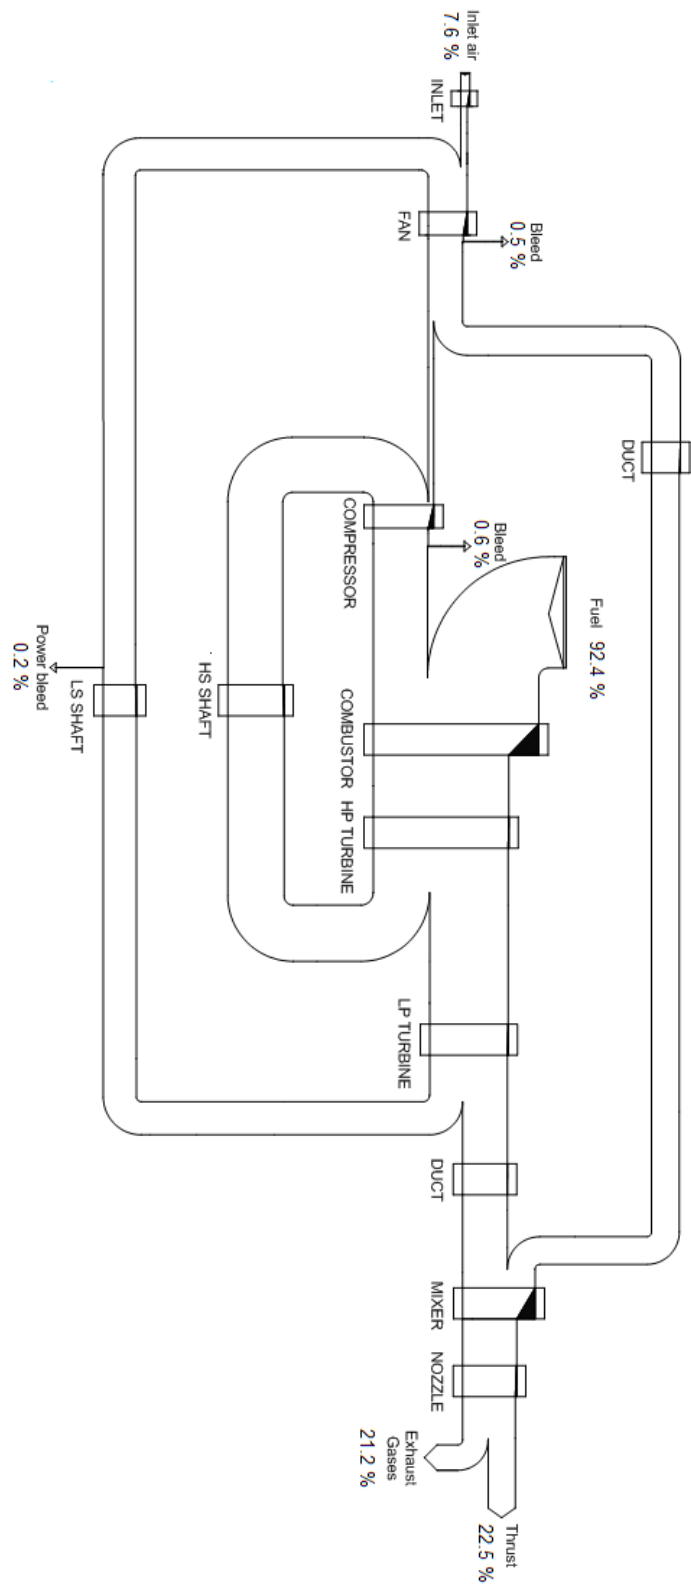 Inlet air
7.6 %
INLET
FAN
Bleed
0.5 %
DUCT
COMPRESSOR
Bleed
0.6 %
Fuel 92.4 %
Power bleed
0.2 %
LS SHAFT
HS SHAFT
COMBUSTOR
HP TURBINE
LP TURBINE
DUCT
MIXER
NOZZLE
Exhaust
Gases
21.2 %
Thrust
22.5 %